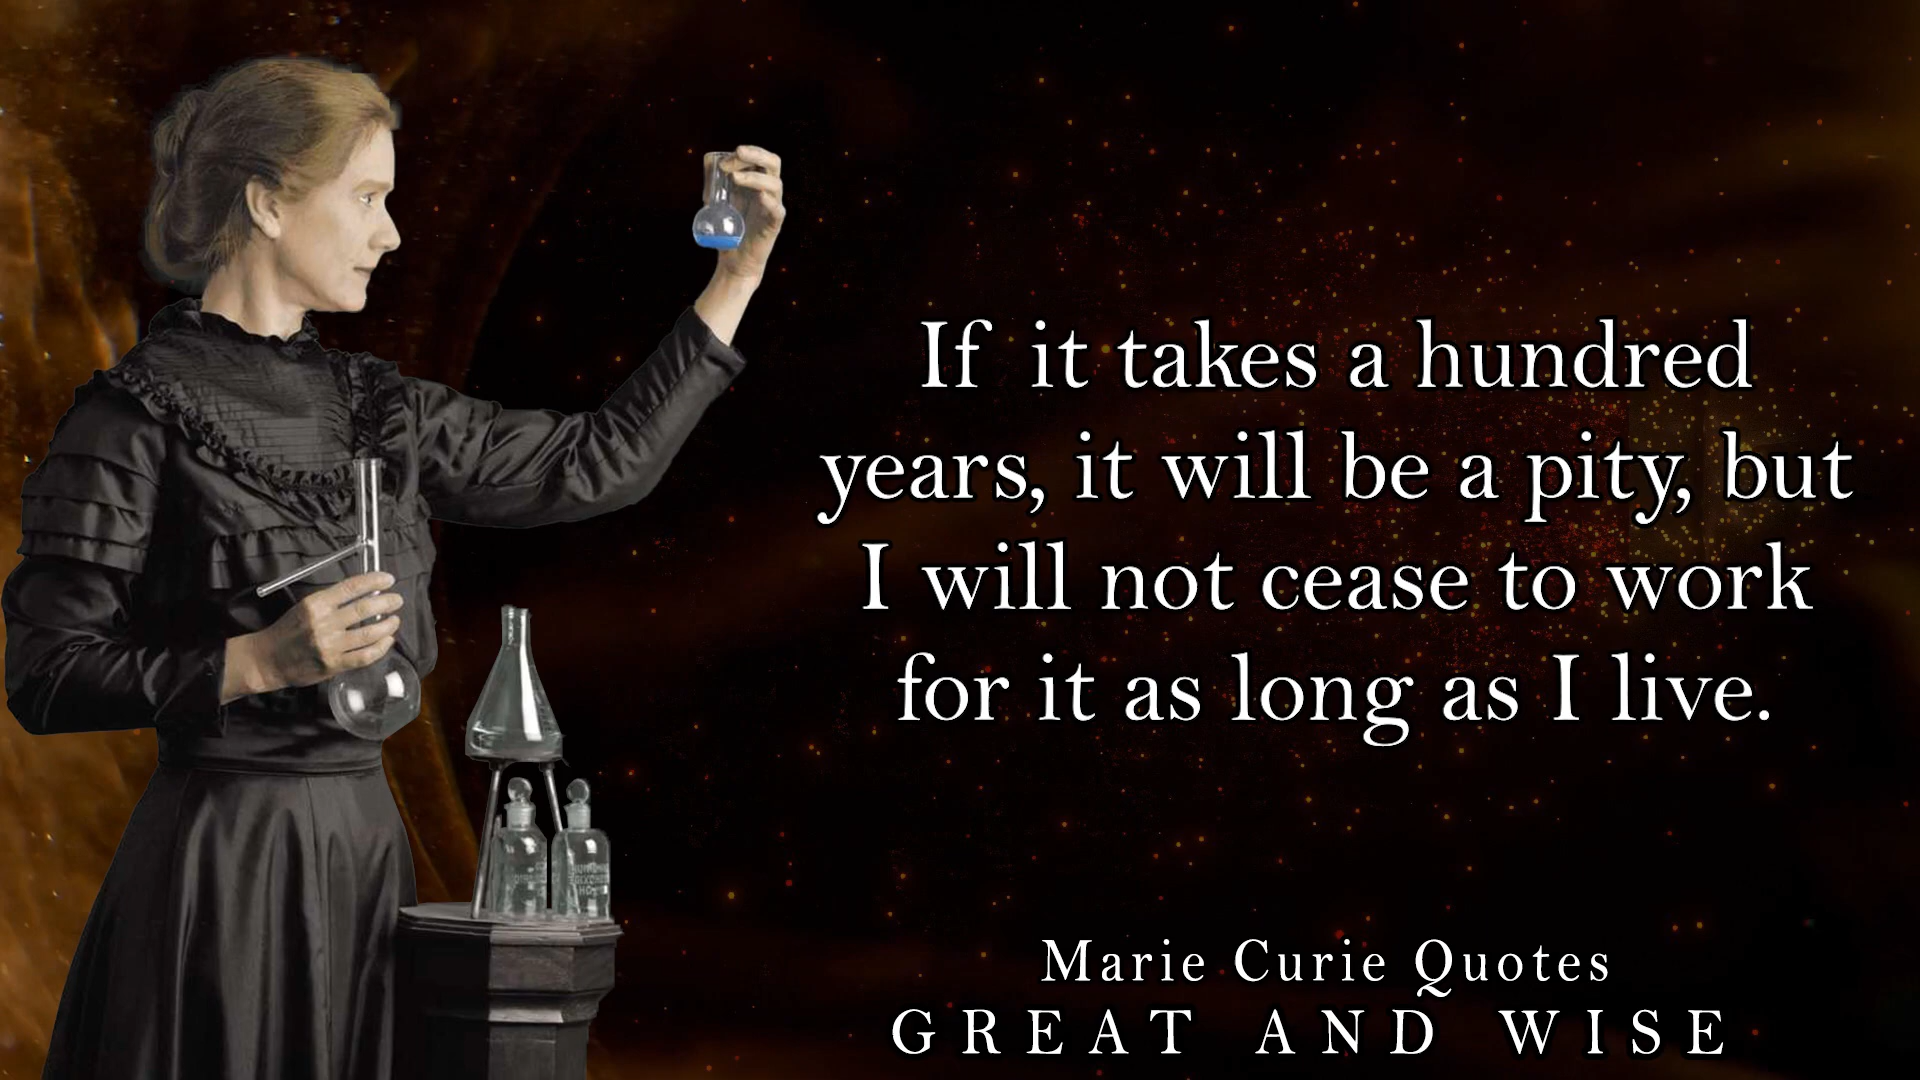 If it takes a hundred
years, it will be a pity, but
I will not cease to work
for it as long as I live.
Marie Curie Quotes
GREAT AND WISE